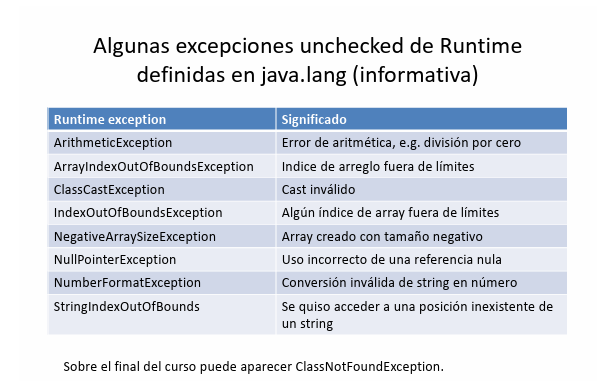 Algunas excepciones unchecked de Runtime
definidas en java.lang (informativa)
Runtime exception Significado
ArithmeticException Error de aritmética, e.g. división por cero
ArrayIndexOutOfBoundsException Indice de arreglo fuera de límites
ClassCastException Cast inválido
IndexOutOfBoundsException Algún índice de array fuera de límites
NegativeArraySizeException Array creado con tamaño negativo
NullPointerException Uso incorrecto de una referencia nula
NumberFormatException Conversión inválida de string en número
StringIndexOutOfBounds Se quiso acceder a una posición inexistente de
un string
Sobre el final del curso puede aparecer ClassNotFoundException.